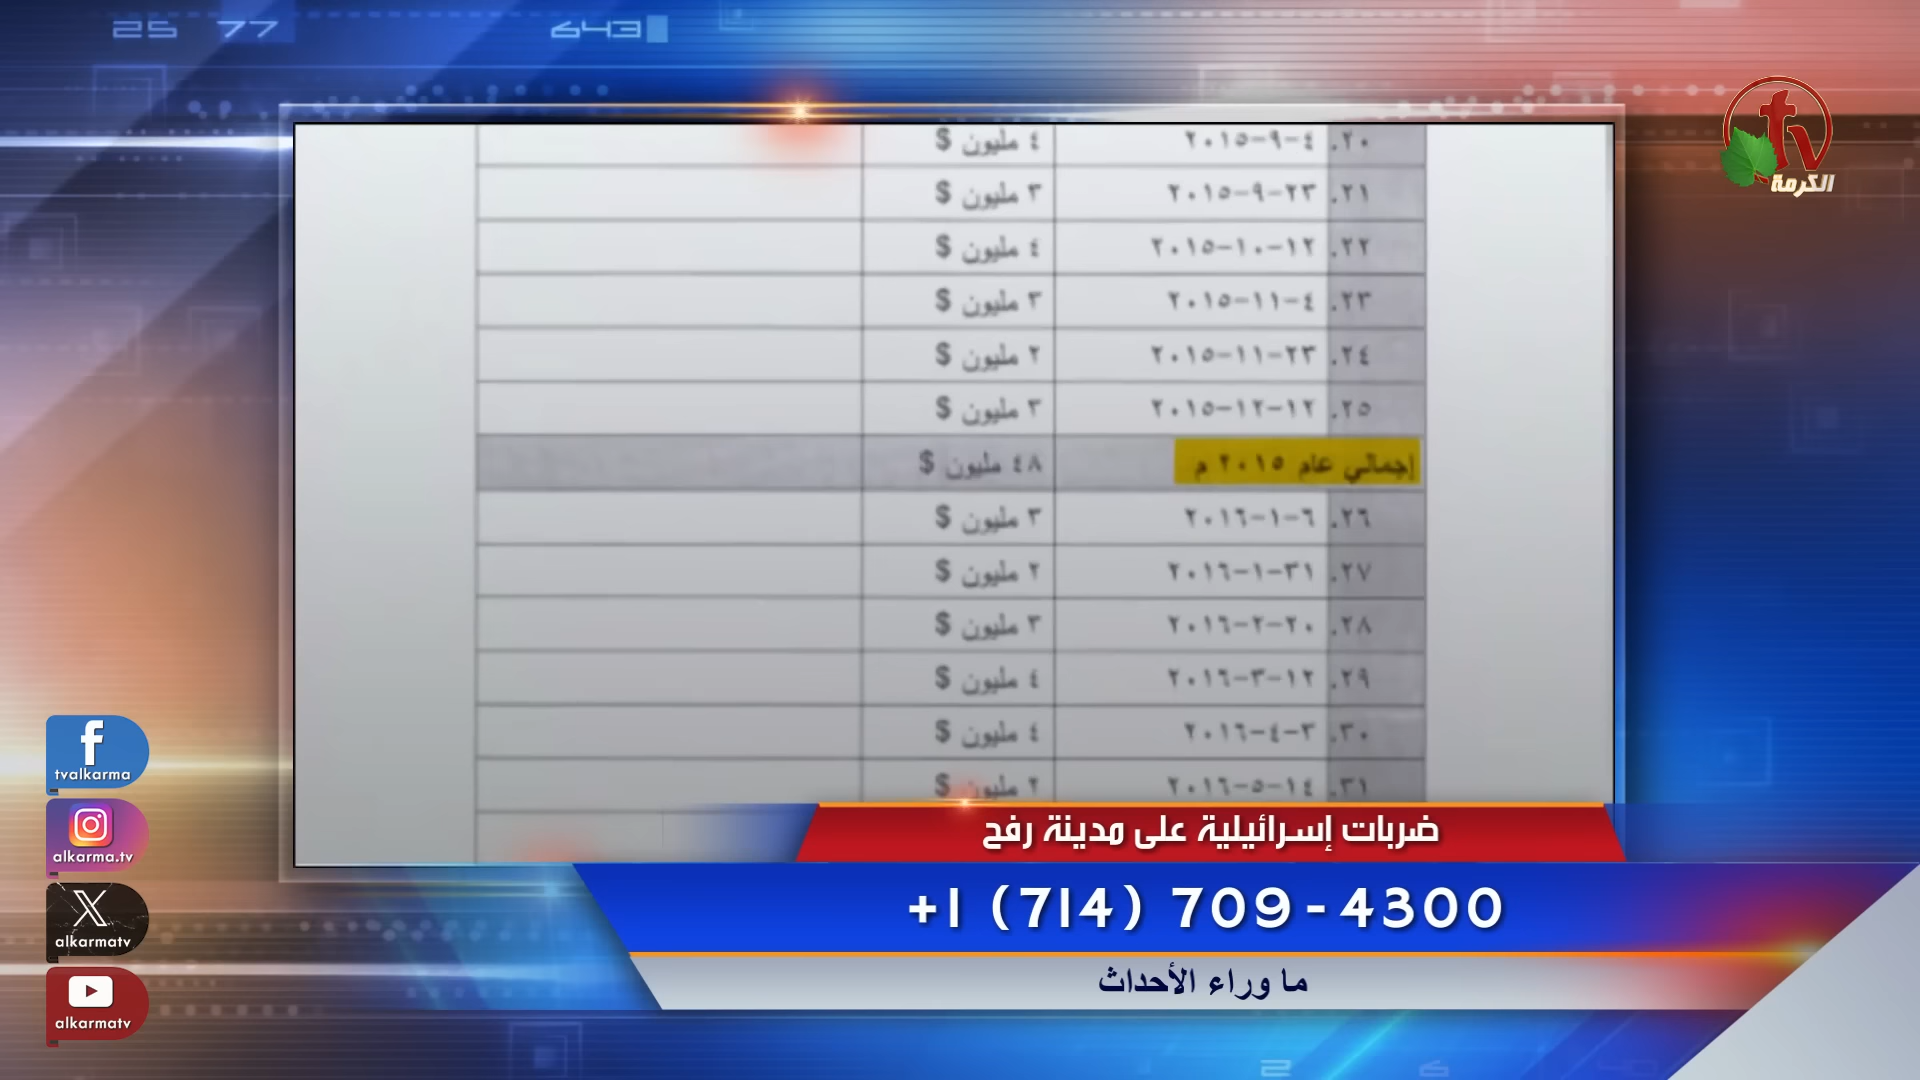 25 77 643
tv
الكرمة
.٢٠ ٤-٩-٢٠١٥ ٤ مليون $
.٢١ ٢٣-٩-٢٠١٥ ٣ مليون $
.٢٢ ١٢-١٠-٢٠١٥ ٤ مليون $
.٢٣ ٤-١١-٢٠١٥ ٣ مليون $
.٢٤ ٢٣-١١-٢٠١٥ ٢ مليون $
.٢٥ ١٢-١٢-٢٠١٥ ٣ مليون $
إجمالي عام ٢٠١٥ م ٤٨ مليون $
.٢٦ ٦-١-٢٠١٦ ٣ مليون $
.٢٧ ٣١-١-٢٠١٦ ٢ مليون $
.٢٨ ٢٠-٢-٢٠١٦ ٣ مليون $
.٢٩ ١٢-٣-٢٠١٦ ٤ مليون $
.٣٠ ٣-٤-٢٠١٦ ٤ مليون $
.٣١ ١٤-٥-٢٠١٦ ٢ مليون $
ضربات إسرائيلية على مدينة رفح
+1 (714) 709-4300
ما وراء الأحداث
tvalkarma
alkarma.tv
alkarmatv
alkarmatv